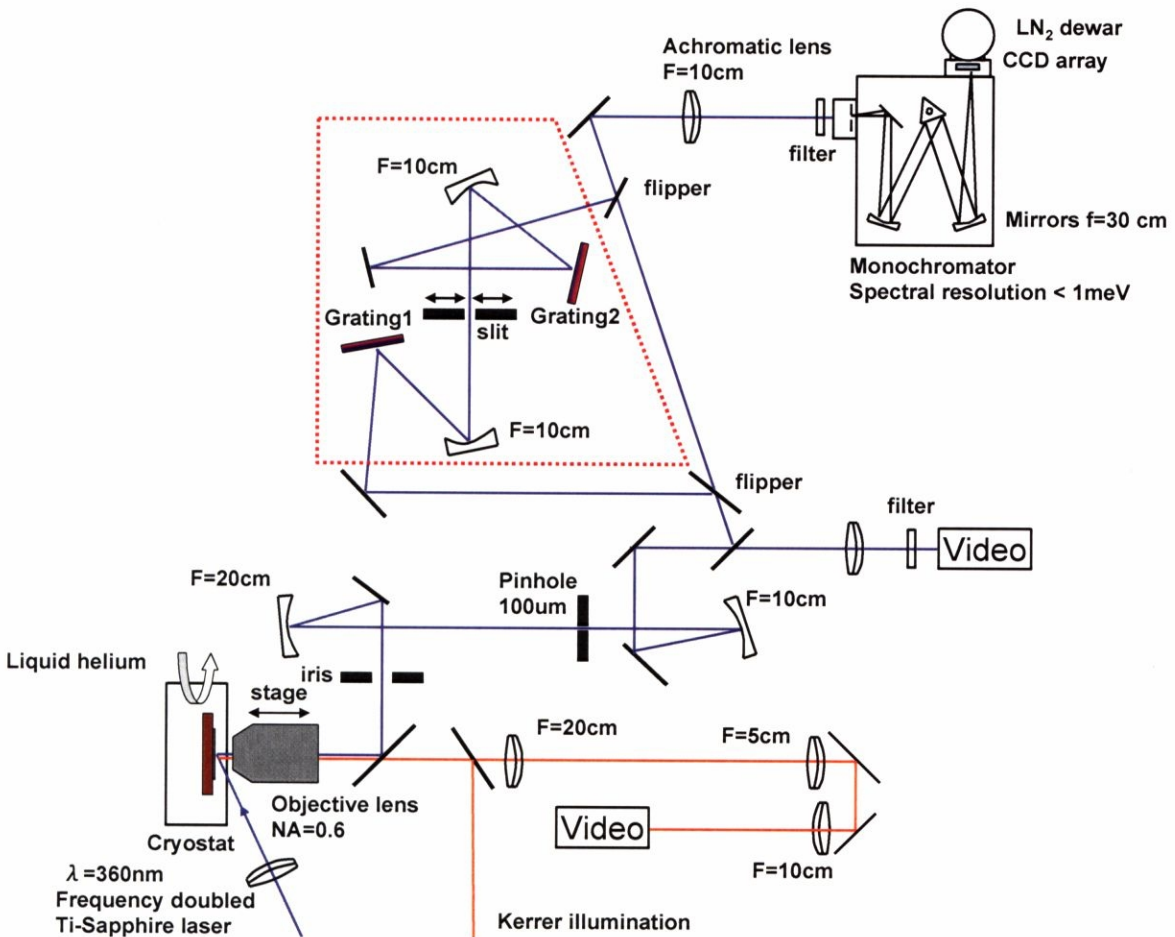 LN₂ dewar
CCD array
Achromatic lens
F=10cm
filter
Mirrors f=30 cm
Monochromator
Spectral resolution < 1meV
flipper
F=10cm
Grating1
slit
Grating2
F=10cm
flipper
filter
Video
F=20cm
Pinhole
100um
F=10cm
Liquid helium
iris
stage
Objective lens
NA=0.6
Cryostat
F=20cm
F=5cm
Video
F=10cm
λ=360nm
Frequency doubled
Ti-Sapphire laser
Kerrer illumination